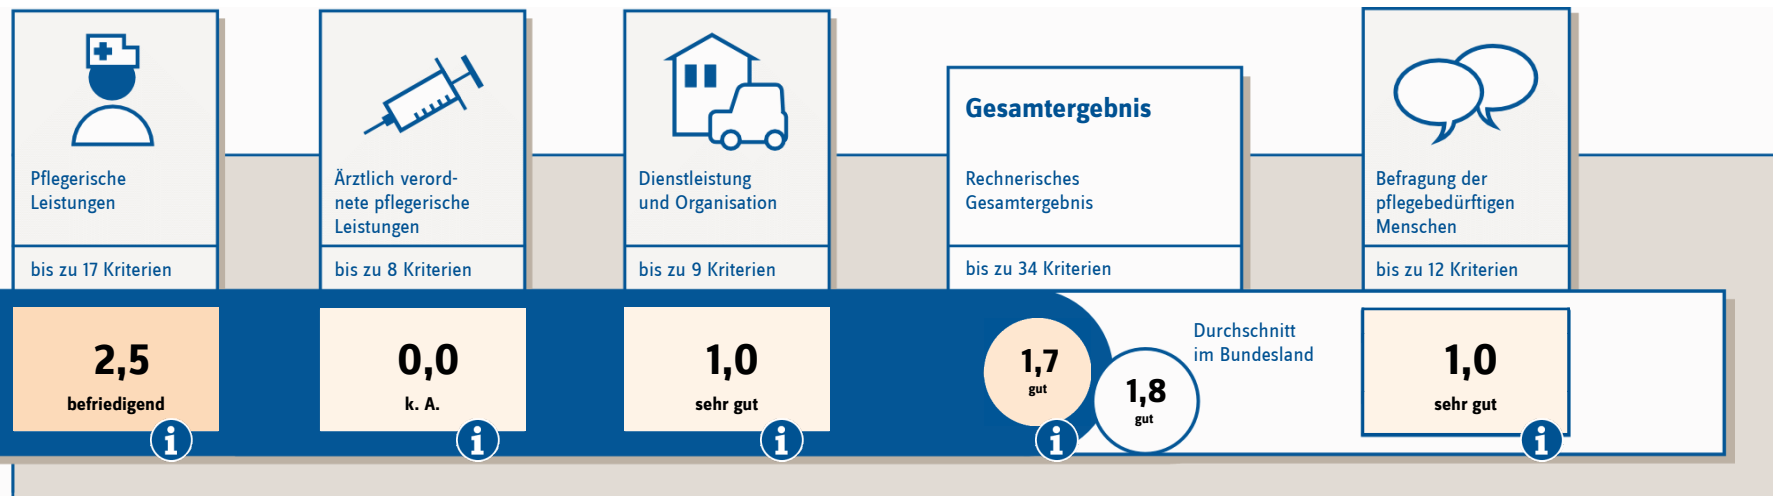 Pflegerische
Leistungen
bis zu 17 Kriterien
2,5
befriedigend
i
Ärztlich verord-
nete pflegerische
Leistungen
bis zu 8 Kriterien
0,0
k. A.
i
Dienstleistung
und Organisation
bis zu 9 Kriterien
1,0
sehr gut
i
Gesamtergebnis
Rechnerisches
Gesamtergebnis
bis zu 34 Kriterien
1,7
gut
i
1,8
gut
Durchschnitt
im Bundesland
Befragung der
pflegebedürftigen
Menschen
bis zu 12 Kriterien
1,0
sehr gut
i